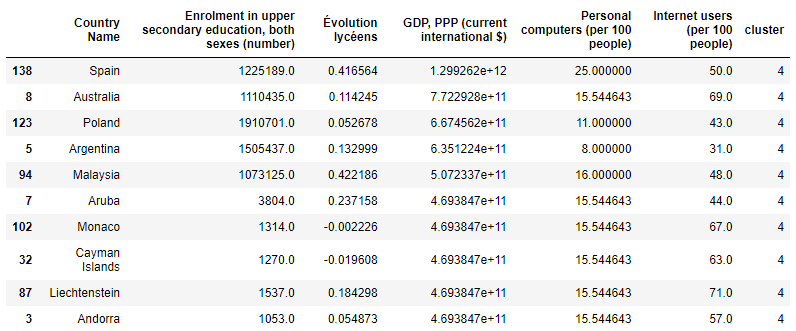 Country Name	Enrolment in upper secondary education, both sexes (number)	Évolution lycéens	GDP, PPP (current international $)	Personal computers (per 100 people)	Internet users (per 100 people)	cluster
138	Spain	1225189.0	0.416564	1.299262e+12	25.000000	50.0	4
8	Australia	1110435.0	0.114245	7.722928e+11	15.544643	69.0	4
123	Poland	1910701.0	0.052678	6.674562e+11	11.000000	43.0	4
5	Argentina	1505437.0	0.132999	6.351224e+11	8.000000	31.0	4
94	Malaysia	1073125.0	0.422186	5.072337e+11	16.000000	48.0	4
7	Aruba	3804.0	0.237158	4.693847e+11	15.544643	44.0	4
102	Monaco	1314.0	-0.002226	4.693847e+11	15.544643	67.0	4
32	Cayman Islands	1270.0	-0.019608	4.693847e+11	15.544643	63.0	4
87	Liechtenstein	1537.0	0.184298	4.693847e+11	15.544643	71.0	4
3	Andorra	1053.0	0.054873	4.693847e+11	15.544643	57.0	4